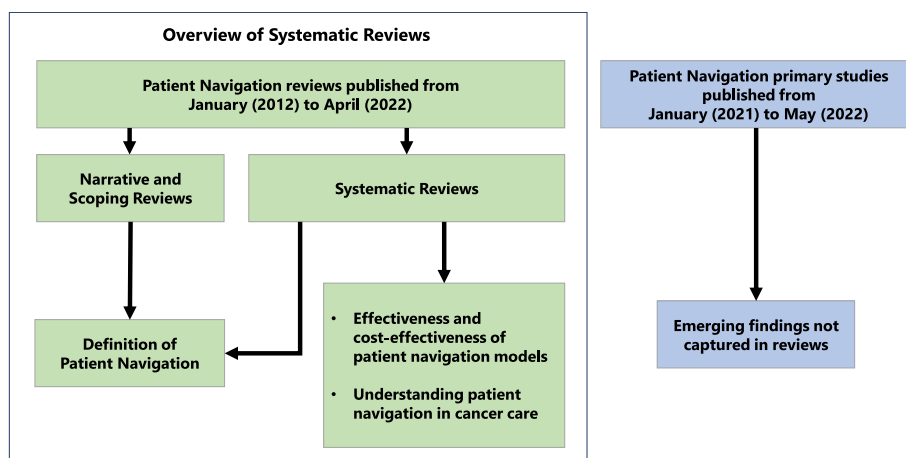 Overview of Systematic Reviews
Patient Navigation reviews published from
January (2012) to April (2022)
Narrative and
Scoping Reviews
Systematic Reviews
Definition of
Patient Navigation
• Effectiveness and
cost-effectiveness of
patient navigation models
• Understanding patient
navigation in cancer care
Patient Navigation primary studies
published from
January (2021) to May (2022)
Emerging findings not
captured in reviews